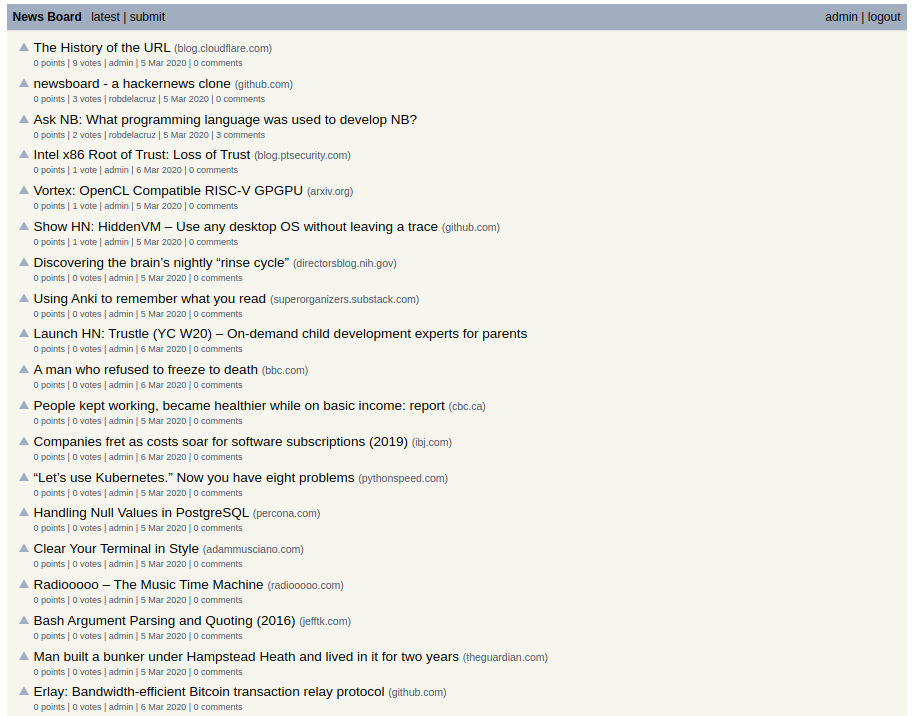 News Board latest | submit admin | logout
The History of the URL (blog.cloudflare.com)
0 points | 9 votes | admin | 5 Mar 2020 | 0 comments
newsboard - a hackernews clone (github.com)
0 points | 3 votes | robdelacruz | 5 Mar 2020 | 0 comments
Ask NB: What programming language was used to develop NB?
0 points | 2 votes | robdelacruz | 5 Mar 2020 | 3 comments
Intel x86 Root of Trust: Loss of Trust (blog.ptsecurity.com)
0 points | 1 vote | admin | 6 Mar 2020 | 0 comments
Vortex: OpenCL Compatible RISC-V GPGPU (arxiv.org)
0 points | 1 vote | admin | 5 Mar 2020 | 0 comments
Show HN: HiddenVM – Use any desktop OS without leaving a trace (github.com)
0 points | 1 vote | admin | 5 Mar 2020 | 0 comments
Discovering the brain’s nightly “rinse cycle” (directorsblog.nih.gov)
0 points | 0 votes | admin | 5 Mar 2020 | 0 comments
Using Anki to remember what you read (superorganizers.substack.com)
0 points | 0 votes | admin | 5 Mar 2020 | 0 comments
Launch HN: Trustle (YC W20) – On-demand child development experts for parents
0 points | 0 votes | admin | 6 Mar 2020 | 0 comments
A man who refused to freeze to death (bbc.com)
0 points | 0 votes | admin | 6 Mar 2020 | 0 comments
People kept working, became healthier while on basic income: report (cbc.ca)
0 points | 0 votes | admin | 5 Mar 2020 | 0 comments
Companies fret as costs soar for software subscriptions (2019) (ibj.com)
0 points | 0 votes | admin | 6 Mar 2020 | 0 comments
“Let’s use Kubernetes.” Now you have eight problems (pythonspeed.com)
0 points | 0 votes | admin | 5 Mar 2020 | 0 comments
Handling Null Values in PostgreSQL (percona.com)
0 points | 0 votes | admin | 5 Mar 2020 | 0 comments
Clear Your Terminal in Style (adammusciano.com)
0 points | 0 votes | admin | 5 Mar 2020 | 0 comments
Radiooooo – The Music Time Machine (radiooooo.com)
0 points | 0 votes | admin | 5 Mar 2020 | 0 comments
Bash Argument Parsing and Quoting (2016) (jefftk.com)
0 points | 0 votes | admin | 5 Mar 2020 | 0 comments
Man built a bunker under Hampstead Heath and lived in it for two years (theguardian.com)
0 points | 0 votes | admin | 5 Mar 2020 | 0 comments
Erlay: Bandwidth-efficient Bitcoin transaction relay protocol (github.com)
0 points | 0 votes | admin | 6 Mar 2020 | 0 comments